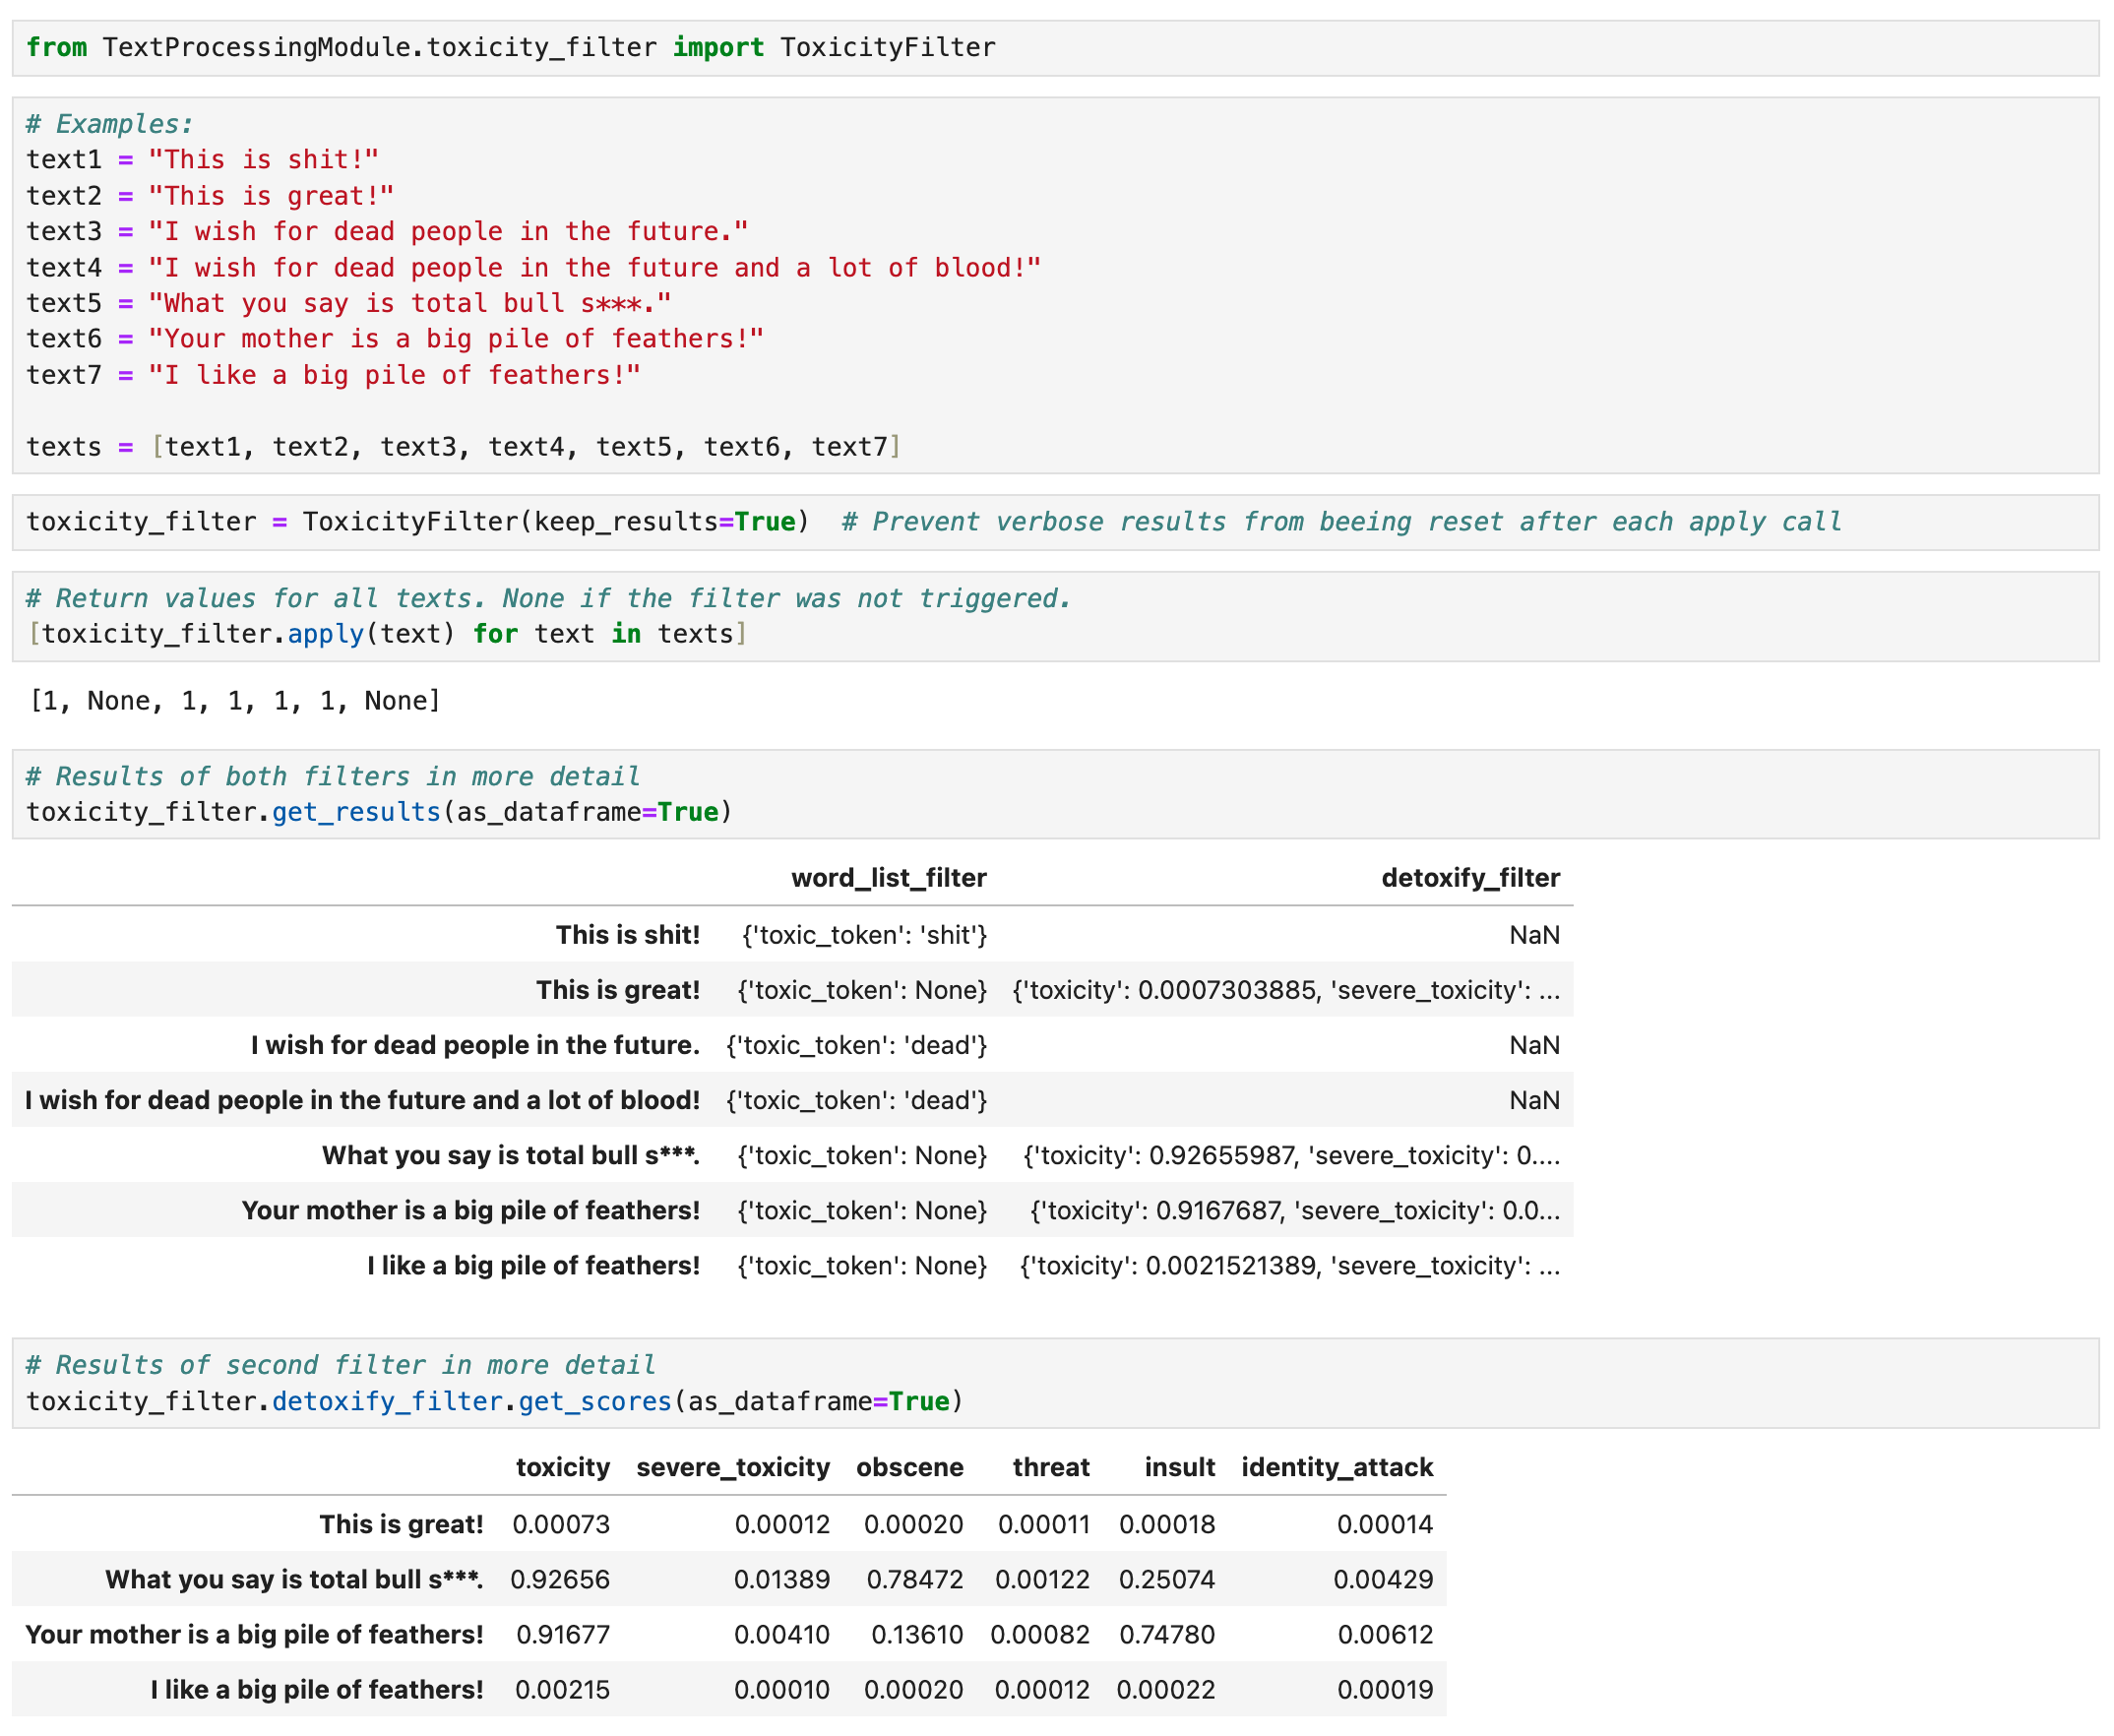 from TextProcessingModule.toxicity_filter import ToxicityFilter
# Examples:
text1 = "This is shit!"
text2 = "This is great!"
text3 = "I wish for dead people in the future."
text4 = "I wish for dead people in the future and a lot of blood!"
text5 = "What you say is total bull s***."
text6 = "Your mother is a big pile of feathers!"
text7 = "I like a big pile of feathers!"
texts = [text1, text2, text3, text4, text5, text6, text7]
toxicity_filter = ToxicityFilter(keep_results=True)  # Prevent verbose results from beeing reset after each apply call
# Return values for all texts. None if the filter was not triggered.
[toxicity_filter.apply(text) for text in texts]
[1, None, 1, 1, 1, 1, None]
# Results of both filters in more detail
toxicity_filter.get_results(as_dataframe=True)
word_list_filter detoxify_filter
This is shit! {'toxic_token': 'shit'} NaN
This is great! {'toxic_token': None} {'toxicity': 0.0007303885, 'severe_toxicity': ...
I wish for dead people in the future. {'toxic_token': 'dead'} NaN
I wish for dead people in the future and a lot of blood! {'toxic_token': 'dead'} NaN
What you say is total bull s***. {'toxic_token': None} {'toxicity': 0.92655987, 'severe_toxicity': 0....
Your mother is a big pile of feathers! {'toxic_token': None} {'toxicity': 0.9167687, 'severe_toxicity': 0.0...
I like a big pile of feathers! {'toxic_token': None} {'toxicity': 0.0021521389, 'severe_toxicity': ...
# Results of second filter in more detail
toxicity_filter.detoxify_filter.get_scores(as_dataframe=True)
toxicity severe_toxicity obscene threat insult identity_attack
This is great! 0.00073 0.00012 0.00020 0.00011 0.00018 0.00014
What you say is total bull s***. 0.92656 0.01389 0.78472 0.00122 0.25074 0.00429
Your mother is a big pile of feathers! 0.91677 0.00410 0.13610 0.00082 0.74780 0.00612
I like a big pile of feathers! 0.00215 0.00010 0.00020 0.00012 0.00022 0.00019